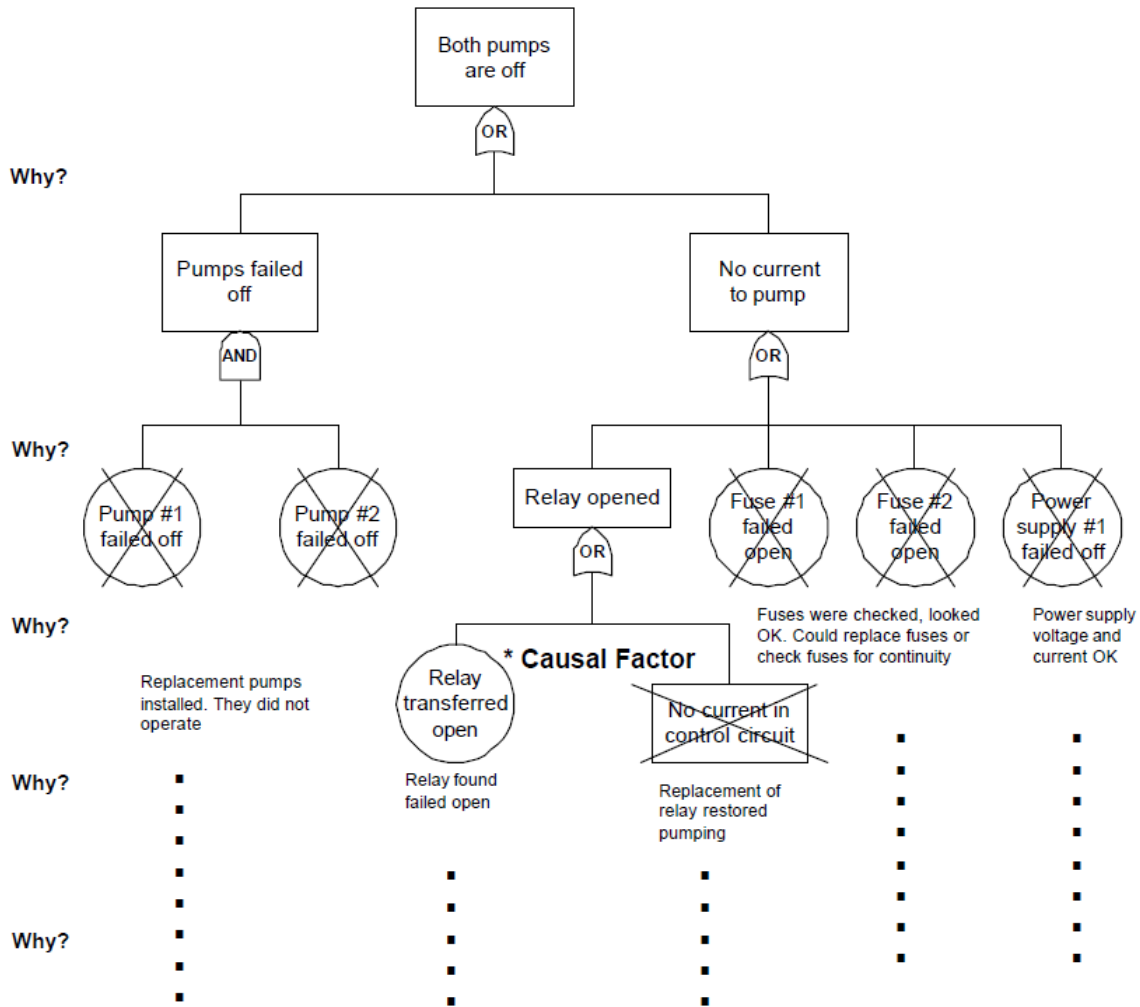 Both pumps
are off
OR
Why?
Pumps failed
off
No current
to pump
AND
OR
Why?
Pump #1
failed off
Pump #2
failed off
Relay opened
Fuse #1
failed
open
Fuse #2
failed
open
Power
supply #1
failed off
OR
Why?
Fuses were checked, looked
OK. Could replace fuses or
check fuses for continuity
Power supply
voltage and
current OK
Replacement pumps
installed. They did not
operate
Relay
transferred
open
* Causal Factor
No current in
control circuit
Why?
Relay found
failed open
Replacement of
relay restored
pumping
Why?